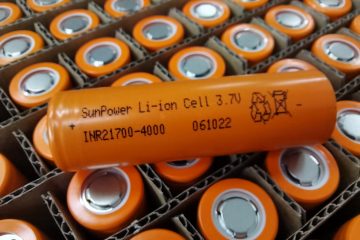 SunPower Li-ion Cell 3.7V
+ INR21700-4000 061022 -